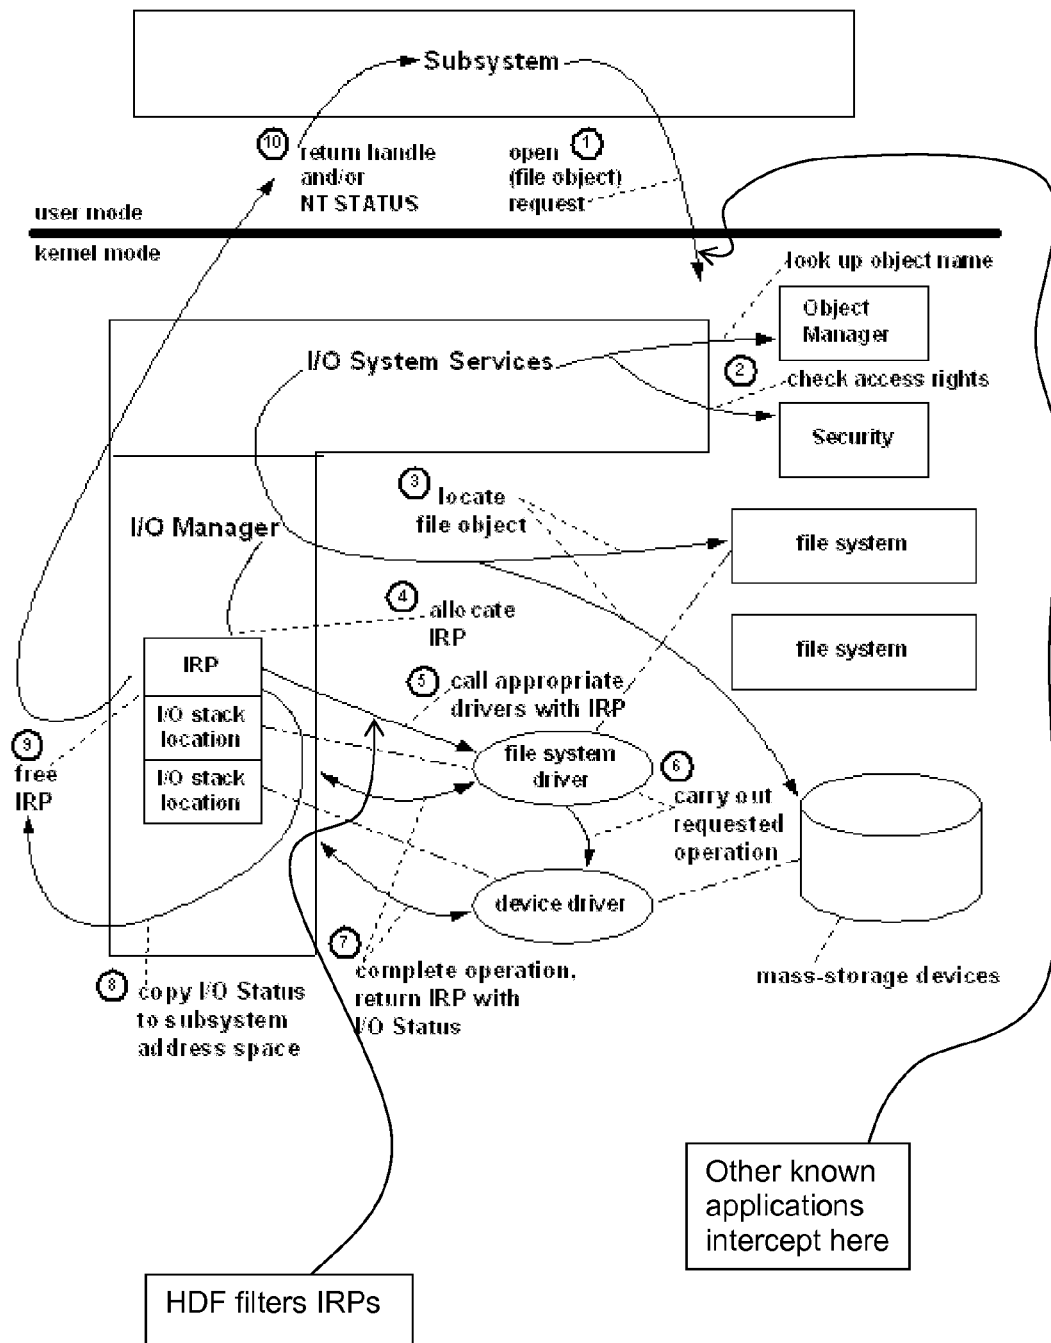 Subsystem
10
return handle
and/or
NT STATUS
1
open
(file object)
request
user mode
kernel mode
look up object name
Object
Manager
I/O System Services
2
check access rights
Security
3
locate
file object
I/O Manager
file system
4
allocate
IRP
file system
IRP
5
call appropriate
drivers with IRP
I/O stack
location
9
free
IRP
I/O stack
location
file system
driver
6
carry out
requested
operation
device driver
7
complete operation,
return IRP with
I/O Status
mass-storage devices
8
copy I/O Status
to subsystem
address space
Other known
applications
intercept here
HDF filters IRPs